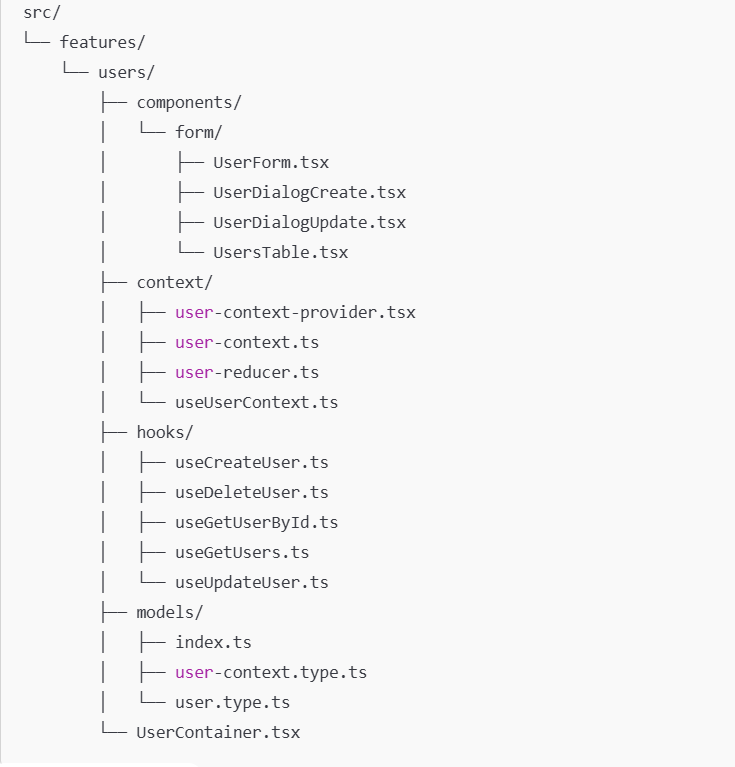 src/
└── features/
    └── users/
        ├── components/
        │   └── form/
        │       ├── UserForm.tsx
        │       ├── UserDialogCreate.tsx
        │       ├── UserDialogUpdate.tsx
        │       └── UsersTable.tsx
        ├── context/
        │   ├── user-context-provider.tsx
        │   ├── user-context.ts
        │   ├── user-reducer.ts
        │   └── useUserContext.ts
        ├── hooks/
        │   ├── useCreateUser.ts
        │   ├── useDeleteUser.ts
        │   ├── useGetUserById.ts
        │   ├── useGetUsers.ts
        │   └── useUpdateUser.ts
        ├── models/
        │   ├── index.ts
        │   ├── user-context.type.ts
        │   └── user.type.ts
        └── UserContainer.tsx